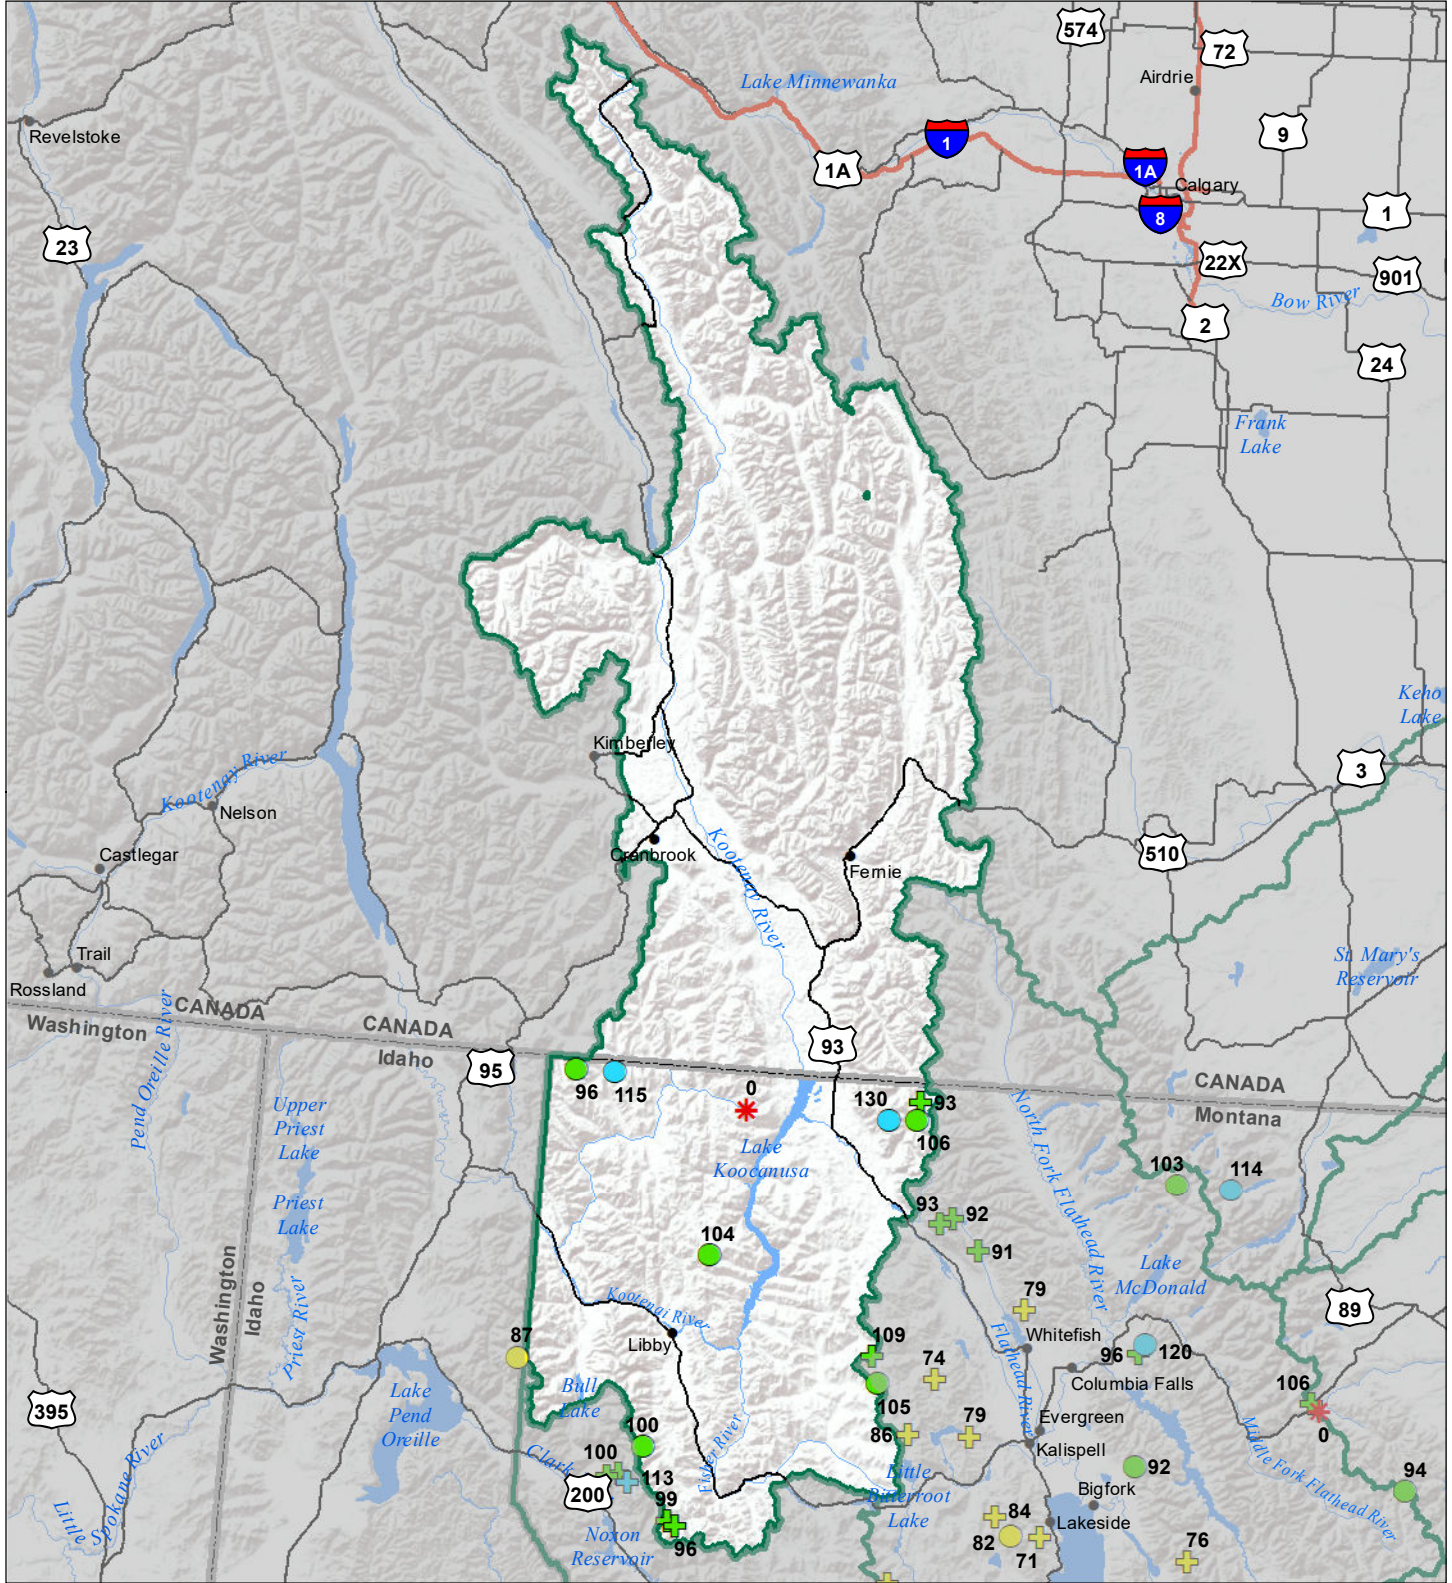 574
72
Airdrie
Lake Minnewanka
Revelstoke
9
1
1A
1A
Calgary
8
1
23
22X
901
Bow River
2
24
Frank
Lake
Keho
Lake
Kimberley
3
Kootenay River
Nelson
Castlegar
Cranbrook
Kootenay River
Fernie
510
Trail
Rossland
St. Mary's
Reservoir
CANADA
Washington
CANADA
Idaho
Pend Oreille River
95
93
CANADA
Montana
96
115
0
130
93
106
Upper
Priest
Lake
Lake
Koocanusa
North Fork Flathead River
103
114
Priest
Lake
93
92
91
104
Lake
McDonald
Washington
Idaho
Priest River
79
89
Kootenai River
Libby
87
109
Whitefish
Flathead River
96
120
74
Columbia Falls
Bull
Lake
Lake
Pend
Oreille
395
105
106
0
86
79
Evergreen
Kalispell
100
100
Clark
113
200
Fisher River
Little
Bitterroot
Lake
92
Bigfork
Middle Fork Flathead River
94
Little
Spokane River
99
96
Noxon
Reservoir
84
82
71
Lakeside
76